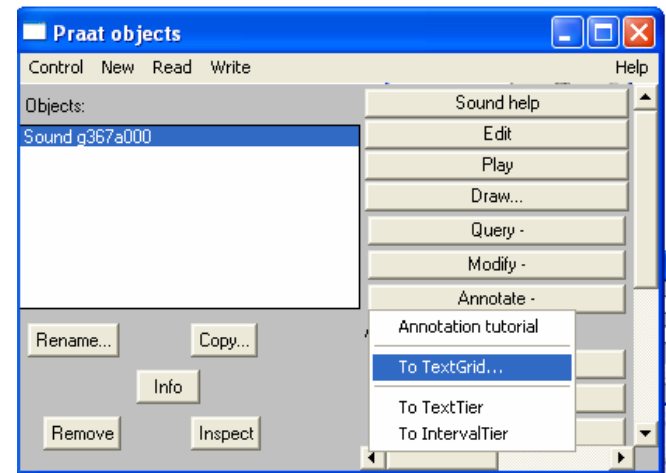 Praat objects
Control New Read Write Help
Objects:
Sound g367a000
Sound help
Edit
Play
Draw...
Query -
Modify -
Annotate -
Annotation tutorial
To TextGrid...
To TextTier
To IntervalTier
Rename...
Copy...
Info
Remove
Inspect